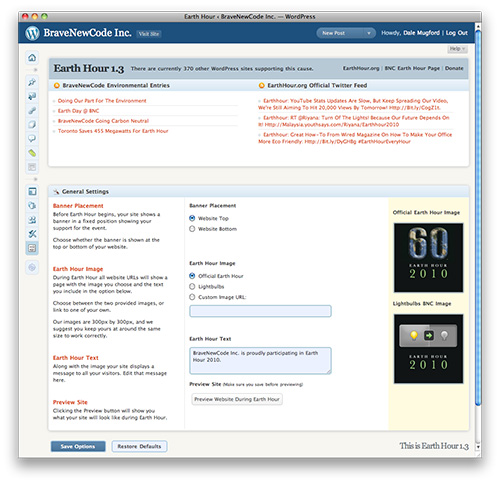 Earth Hour ‹ BraveNewCode Inc. — WordPress
BraveNewCode Inc. Visit Site
New Post
Howdy, Dale Mugford | Log Out
Help
Earth Hour 1.3 There are currently 370 other WordPress sites supporting this cause.
EarthHour.org | BNC Earth Hour Page | Donate
BraveNewCode Environmental Entries
Doing Our Part For The Environment
Earth Day @ BNC
BraveNewCode Going Carbon Neutral
Toronto Saves 455 Megawatts For Earth Hour
EarthHour.org Official Twitter Feed
Earthhour: YouTube Stats Updates Are Slow, But Keep Spreading Our Video,
We're Still Aiming To Hit 20,000 Views By Tomorrow! Http://Bit.ly/
Earthhour: RT @Riyana: Turn Off The Lights! Because Our Future Depends On
It! Http://Malaysia.youthsays.com/Riyana/Earthhour2010
Earthhour: Great How-To From Wired Magazine On How To Make Your
Office More Eco Friendly: Http://Bit.ly/DyGHBg #EarthHourEveryHour
General Settings
Banner Placement
Before Earth Hour begins, your site shows a
banner in a fixed position showing your
support for the event.
Choose whether the banner is shown at the
top or bottom of your website.
Banner Placement
Website Top
Website Bottom
Earth Hour Image
During Earth Hour all website URLs will show a
page with the image you choose and the text
you include in the option below.
Choose between the two provided images, or
link to one of your own.
Our images are 300px by 300px, and we
suggest you keep yours at around the same
size to work correctly.
Earth Hour Image
Official Earth Hour
Lightbulbs
Custom Image URL:
Earth Hour Text
Along with the image your site displays a
message to all your visitors. Edit that message
here.
Earth Hour Text
BraveNewCode Inc. is proudly participating in Earth
Hour 2010.
Preview Site
Clicking the Preview button will show you
what your site will look like during Earth Hour.
Preview Site (Make sure you save before previewing)
Preview Website During Earth Hour
Official Earth Hour Image
60
EARTH HOUR
2010
Lightbulbs BNC Image
EARTH HOUR
2010
Save Options
Restore Defaults
This is Earth Hour 1.3